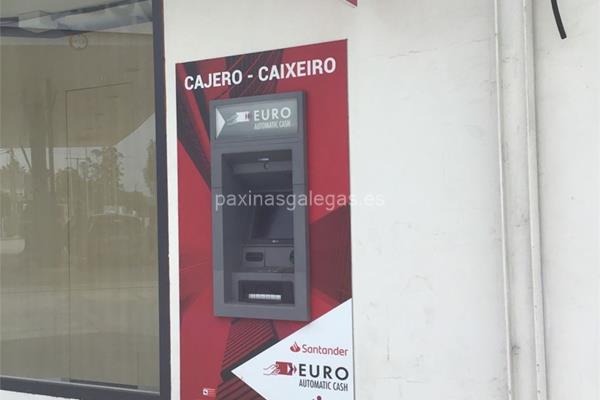 CAJERO - CAIXEIRO
EURO
AUTOMATIC CASH
paxinasgalegas.es
Santander
EURO
AUTOMATIC CASH